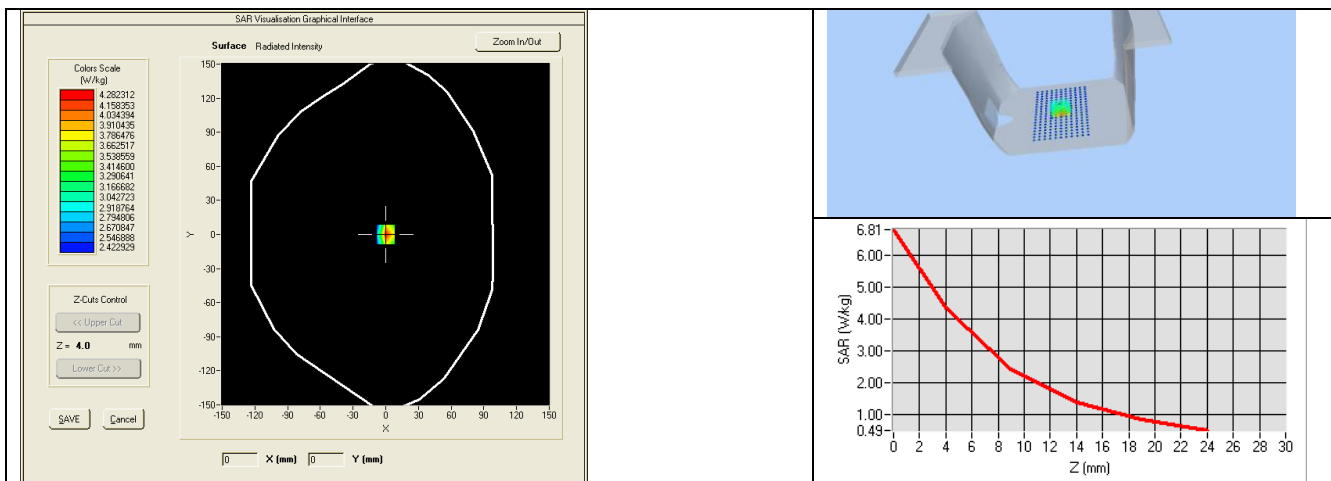 SAR Visualisation Graphical Interface
Surface Radiated Intensity
Zoom In/Out
Colors Scale
(W/kg)
4.282312
4.158353
4.034394
3.910435
3.786476
3.662517
3.538559
3.414600
3.290641
3.166682
3.042723
2.918764
2.794806
2.670847
2.546888
2.422929
Z-Cuts Control
<< Upper Cut
Z = 4.0 mm
Lower Cut >>
SAVE Cancel
150-
120-
90-
60-
30-
0-
-30-
-60-
-90-
-120-
-150-
Y
-150 -120 -90 -60 -30 0 30 60 90 120 150
X
0 X (mm) 0 Y (mm)
6.81-
6.00-
5.00-
4.00-
3.00-
2.00-
1.00-
0.49-
SAR (W/kg)
0 2 4 6 8 10 12 14 16 18 20 22 24 26 28 30
Z (mm)